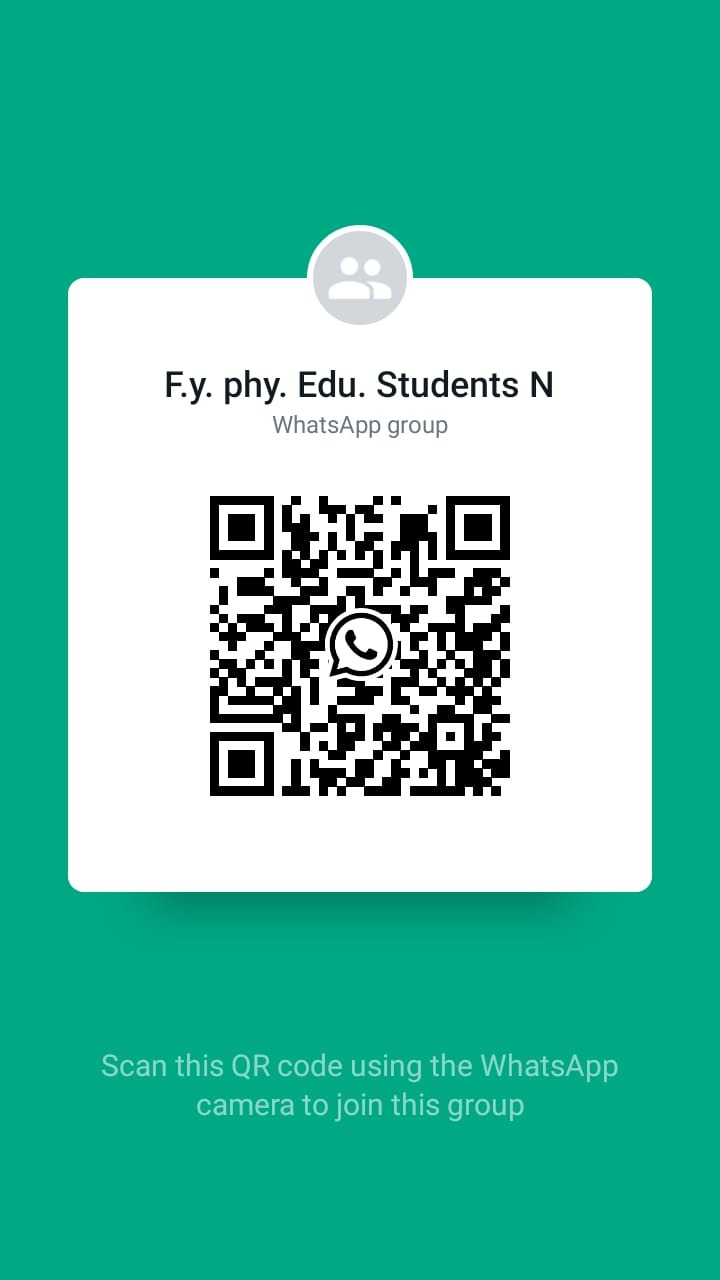 F.y. phy. Edu. Students N
WhatsApp group
Scan this QR code using the WhatsApp
camera to join this group